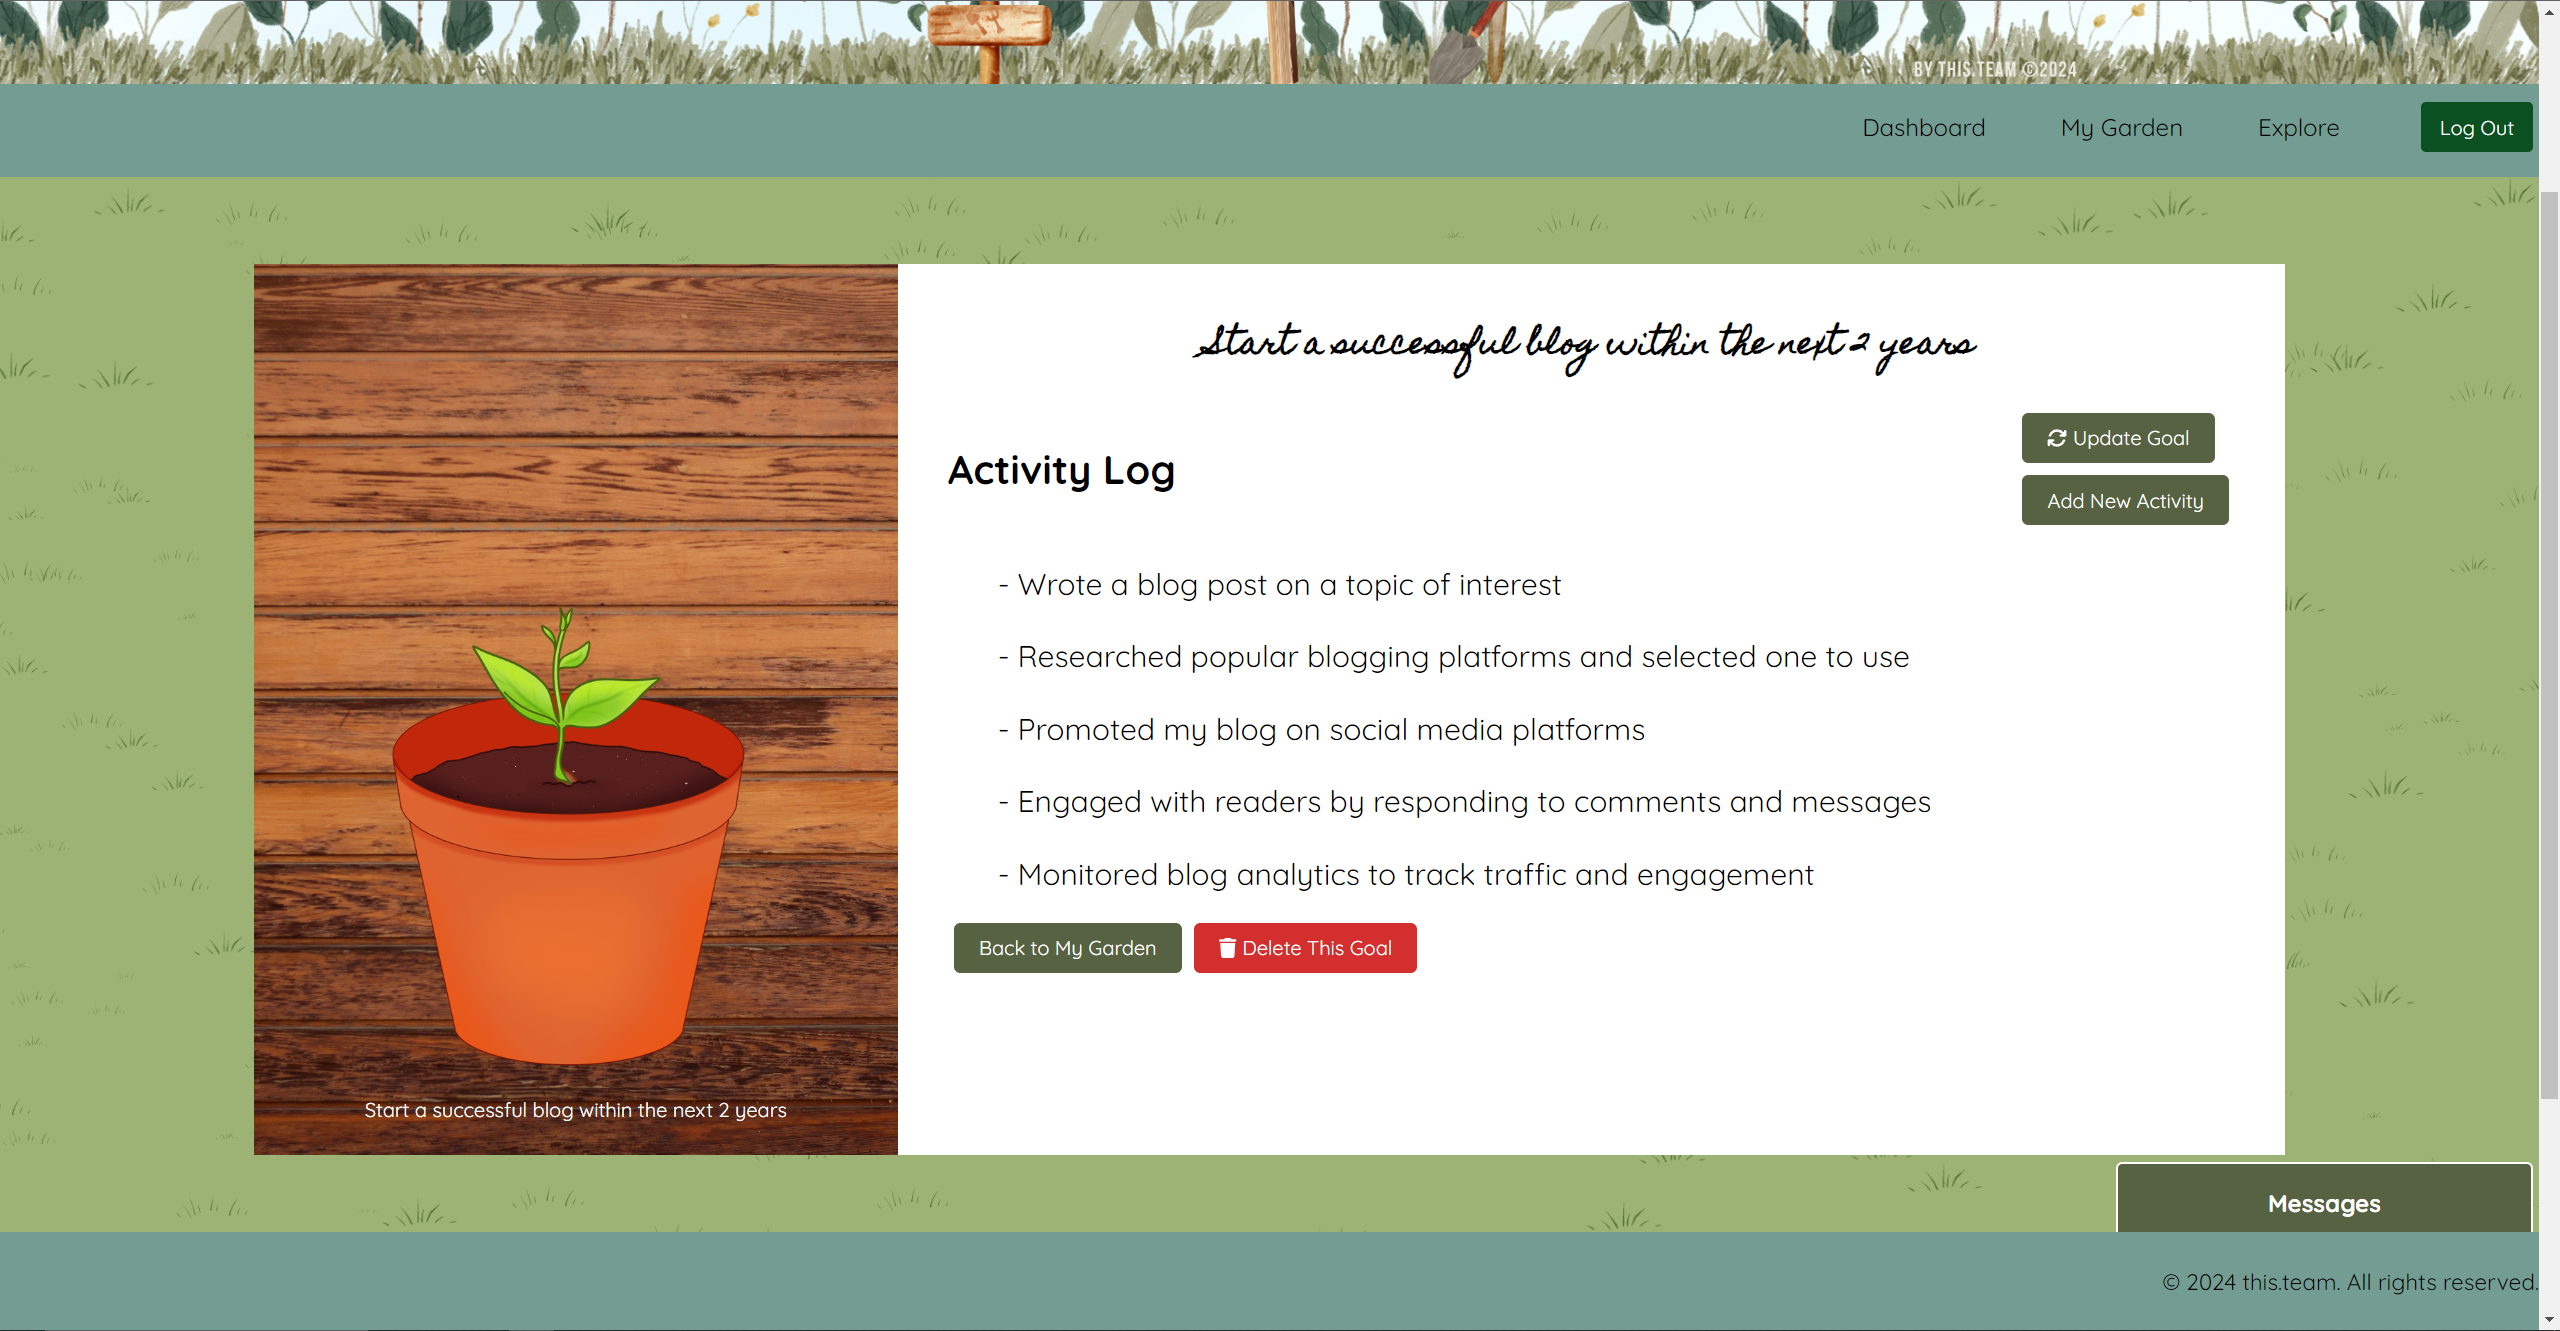 BY THIS.TEAM ©2024
Dashboard My Garden Explore Log Out
Start a successful blog within the next 2 years
Update Goal
Activity Log
Add New Activity
- Wrote a blog post on a topic of interest
- Researched popular blogging platforms and selected one to use
- Promoted my blog on social media platforms
- Engaged with readers by responding to comments and messages
- Monitored blog analytics to track traffic and engagement
Back to My Garden Delete This Goal
Start a successful blog within the next 2 years
Messages
© 2024 this.team. All rights reserved.